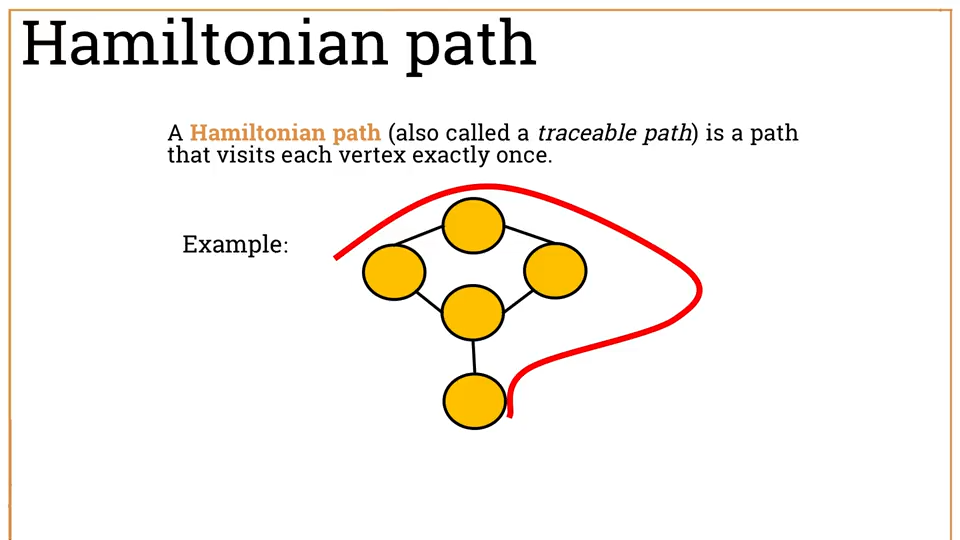 Hamiltonian path
A Hamiltonian path (also called a traceable path) is a path
that visits each vertex exactly once.
Example: